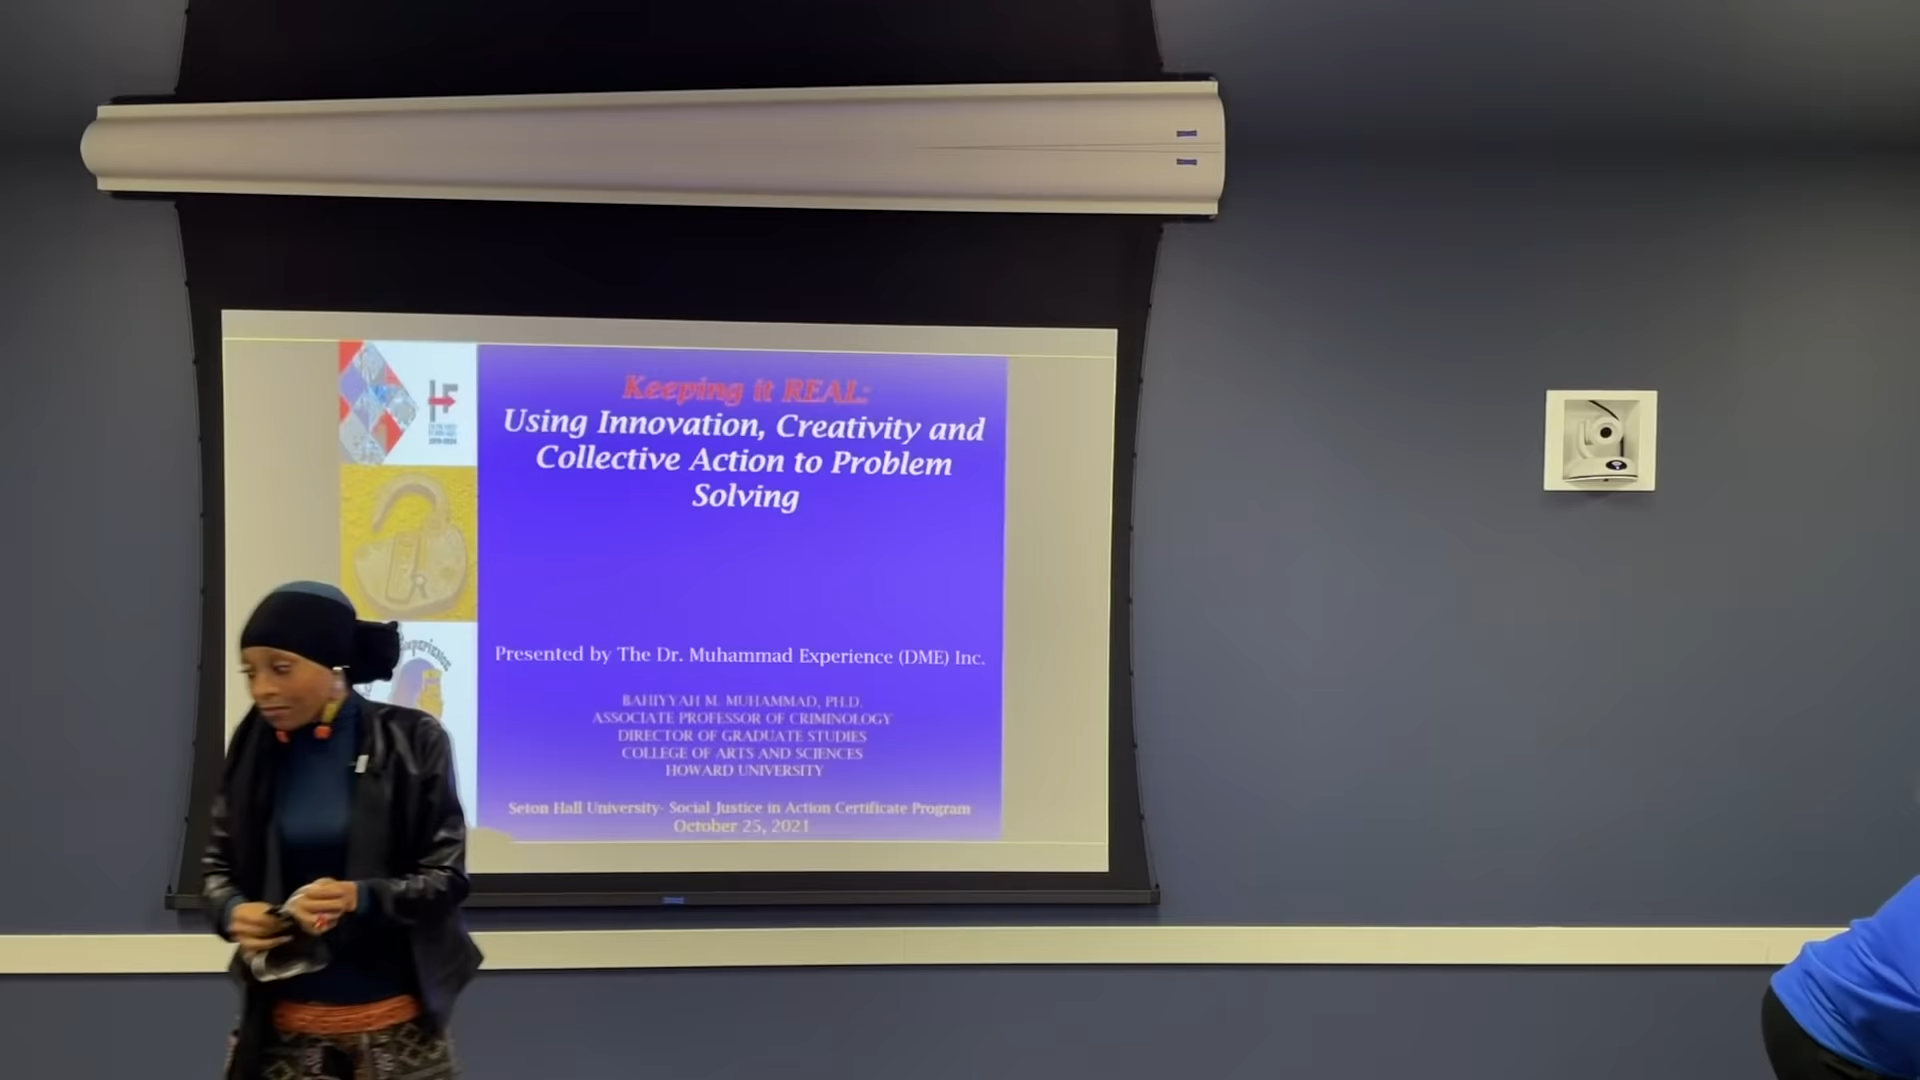 Keeping it REAL:
Using Innovation, Creativity and
Collective Action to Problem
Solving
Experience
Presented by The Dr. Muhammad Experience (DME) Inc.
BAHIYYAH M. MUHAMMAD, PH.D.
ASSOCIATE PROFESSOR OF CRIMINOLOGY
DIRECTOR OF GRADUATE STUDIES
COLLEGE OF ARTS AND SCIENCES
HOWARD UNIVERSITY
Seton Hall University- Social Justice in Action Certificate Program
October 25, 2021